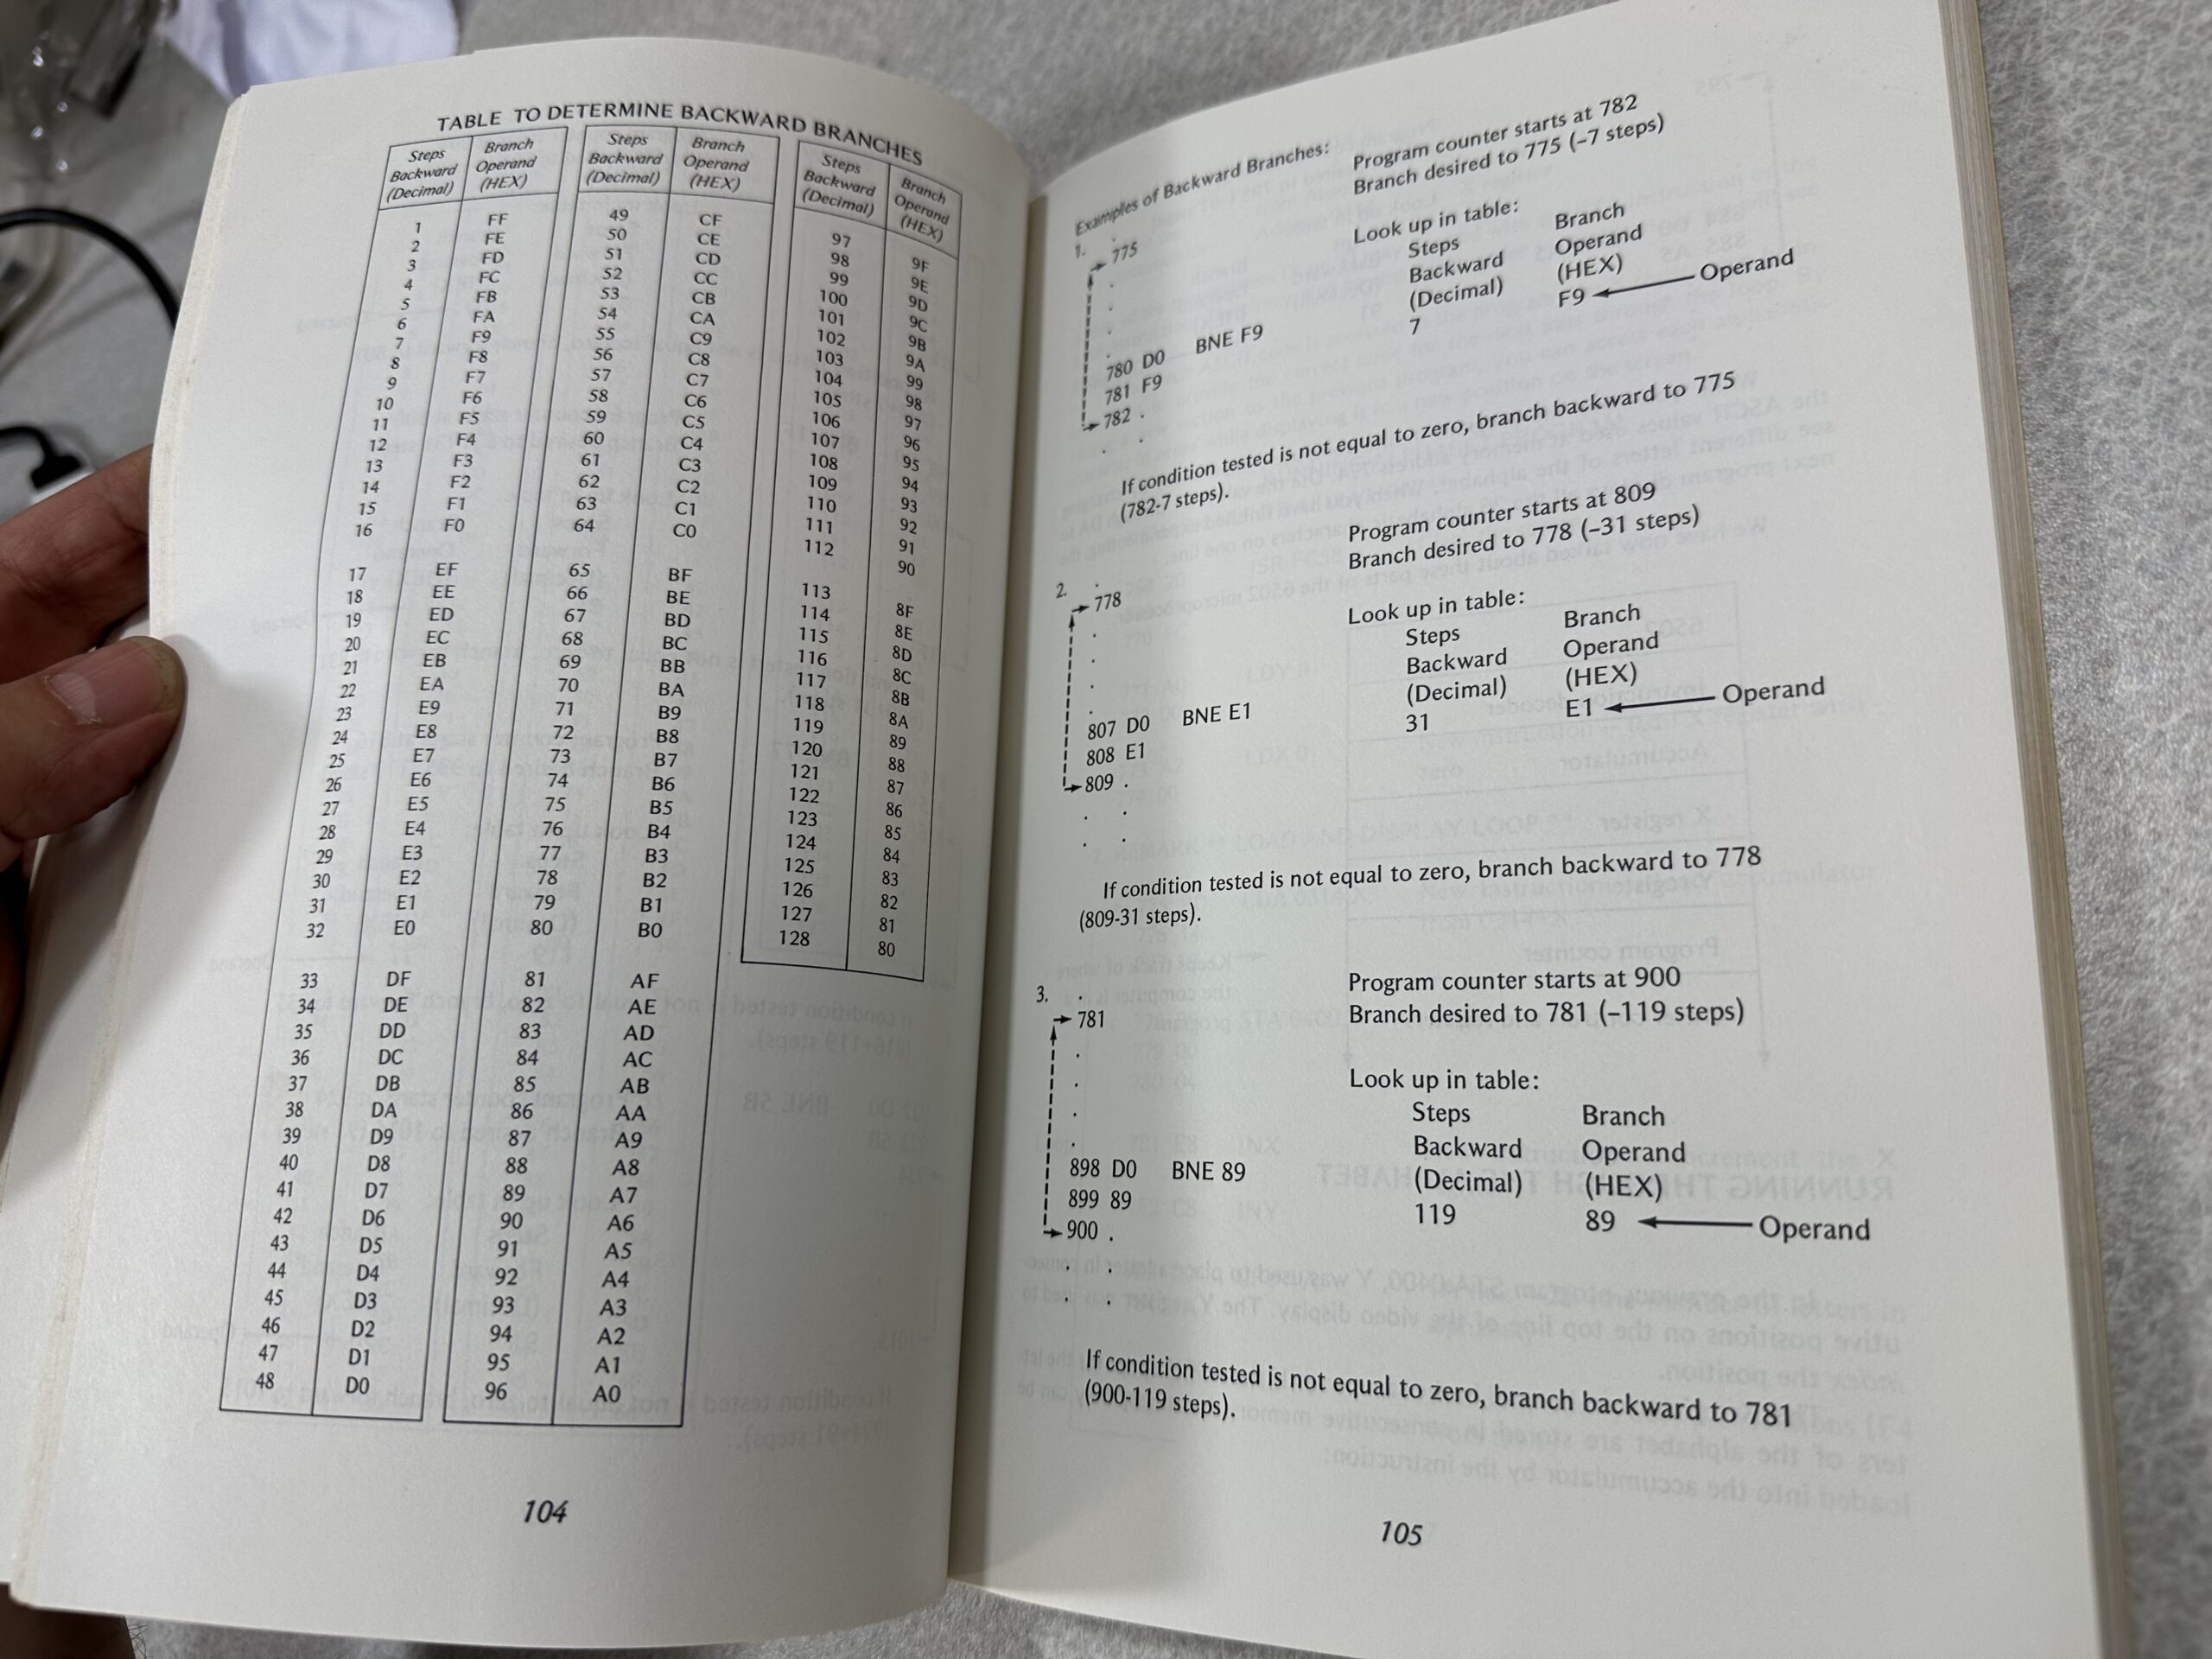 TABLE TO DETERMINE BACKWARD BRANCHES
Steps Backward (Decimal) Branch Operand (HEX)
1 FF
2 FE
3 FD
4 FC
5 FB
6 FA
7 F9
8 F8
9 F7
10 F6
11 F5
12 F4
13 F3
14 F2
15 F1
16 F0
17 EF
18 EE
19 ED
20 EC
21 EB
22 EA
23 E9
24 E8
25 E7
26 E6
27 E5
28 E4
29 E3
30 E2
31 E1
32 E0
33 DF
34 DE
35 DD
36 DC
37 DB
38 DA
39 D9
40 D8
41 D7
42 D6
43 D5
44 D4
45 D3
46 D2
47 D1
48 D0
Steps Backward (Decimal) Branch Operand (HEX)
49 CF
50 CE
51 CD
52 CC
53 CB
54 CA
55 C9
56 C8
57 C7
58 C6
59 C5
60 C4
61 C3
62 C2
63 C1
64 C0
65 BF
66 BE
67 BD
68 BC
69 BB
70 BA
71 B9
72 B8
73 B7
74 B6
75 B5
76 B4
77 B3
78 B2
79 B1
80 B0
81 AF
82 AE
83 AD
84 AC
85 AB
86 AA
87 A9
88 A8
89 A7
90 A6
91 A5
92 A4
93 A3
94 A2
95 A1
96 A0
Steps Backward (Decimal) Branch Operand (HEX)
97 9F
98 9E
99 9D
100 9C
101 9B
102 9A
103 99
104 98
105 97
106 96
107 95
108 94
109 93
110 92
111 91
112 90
113 8F
114 8E
115 8D
116 8C
117 8B
118 8A
119 89
120 88
121 87
122 86
123 85
124 84
125 83
126 82
127 81
128 80
104
Examples of Backward Branches:
1.
775
780 D0 BNE F9
781 F9
782 .
Program counter starts at 782
Branch desired to 775 (–7 steps)
Look up in table:
Steps Branch
Backward Operand
(Decimal) (HEX)
7 F9 Operand
If condition tested is not equal to zero, branch backward to 775
(782-7 steps).
2.
778
807 D0 BNE E1
808 E1
809 .
Program counter starts at 809
Branch desired to 778 (–31 steps)
Look up in table:
Steps Branch
Backward Operand
(Decimal) (HEX)
31 E1 Operand
If condition tested is not equal to zero, branch backward to 778
(809-31 steps).
3.
781
898 D0 BNE 89
899 89
900 .
Program counter starts at 900
Branch desired to 781 (–119 steps)
Look up in table:
Steps Branch
Backward Operand
(Decimal) (HEX)
119 89 Operand
If condition tested is not equal to zero, branch backward to 781
(900-119 steps).
105